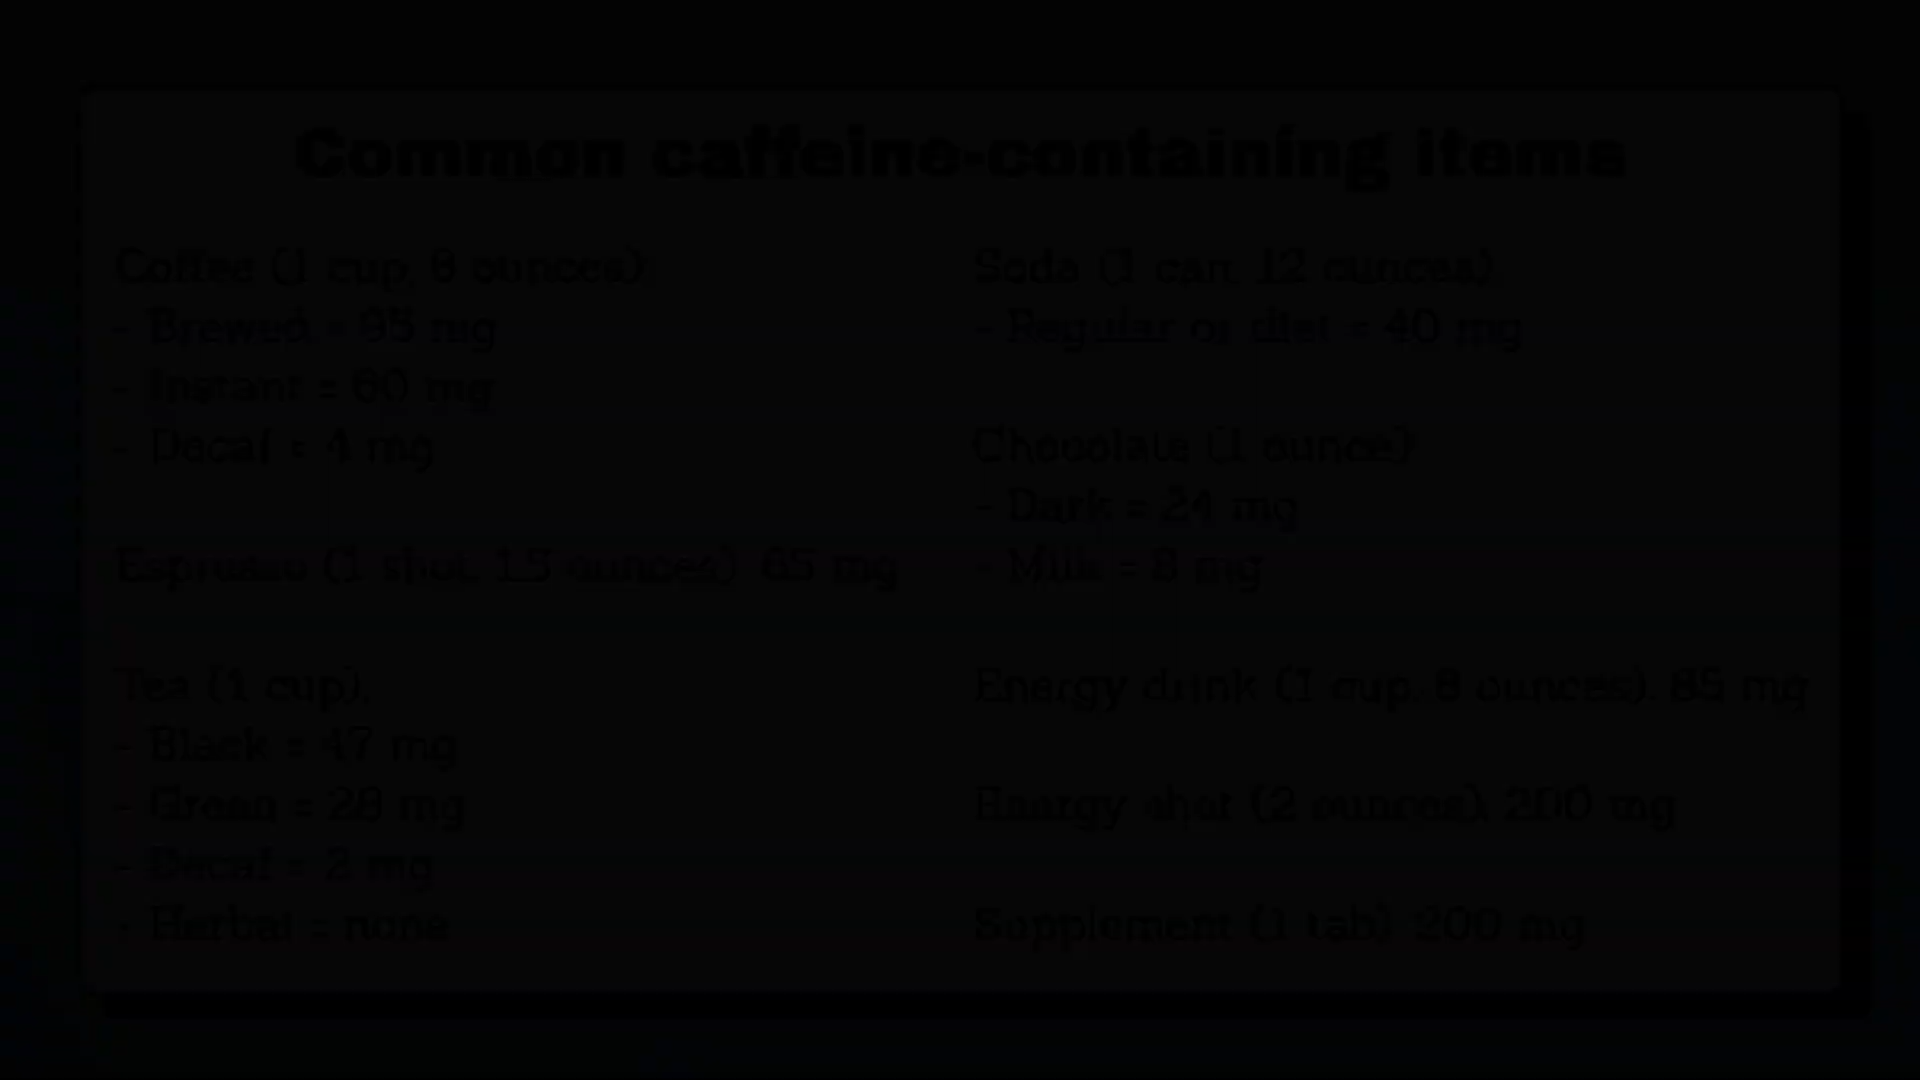 Common caffeine-containing items
Coffee (1 cup, 8 ounces):
- Brewed = 95 mg
- Instant = 60 mg
- Decaf = 4 mg
Espresso (1 shot, 1.5 ounces): 65 mg
Tea (1 cup):
- Black = 47 mg
- Green = 28 mg
- Decaf = 2 mg
- Herbal = none
Soda (1 can, 12 ounces):
- Regular or diet = 40 mg
Chocolate (1 ounce)
- Dark = 24 mg
- Milk =  mg
Energy drink (1 cup, 8 ounces): 85 mg
Energy shot (2 ounces): 200 mg
Supplement (1 tab): 200 mg